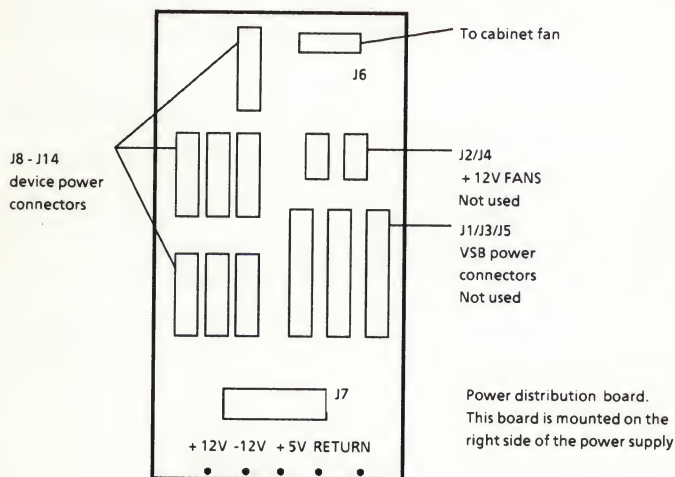 To cabinet fan
J6
J8 - J14
device power
connectors
J2/J4
+ 12V FANS
Not used
J1/J3/J5
VSB power
connectors
Not used
J7
Power distribution board.
This board is mounted on the
right side of the power supply
+ 12V -12V + 5V RETURN